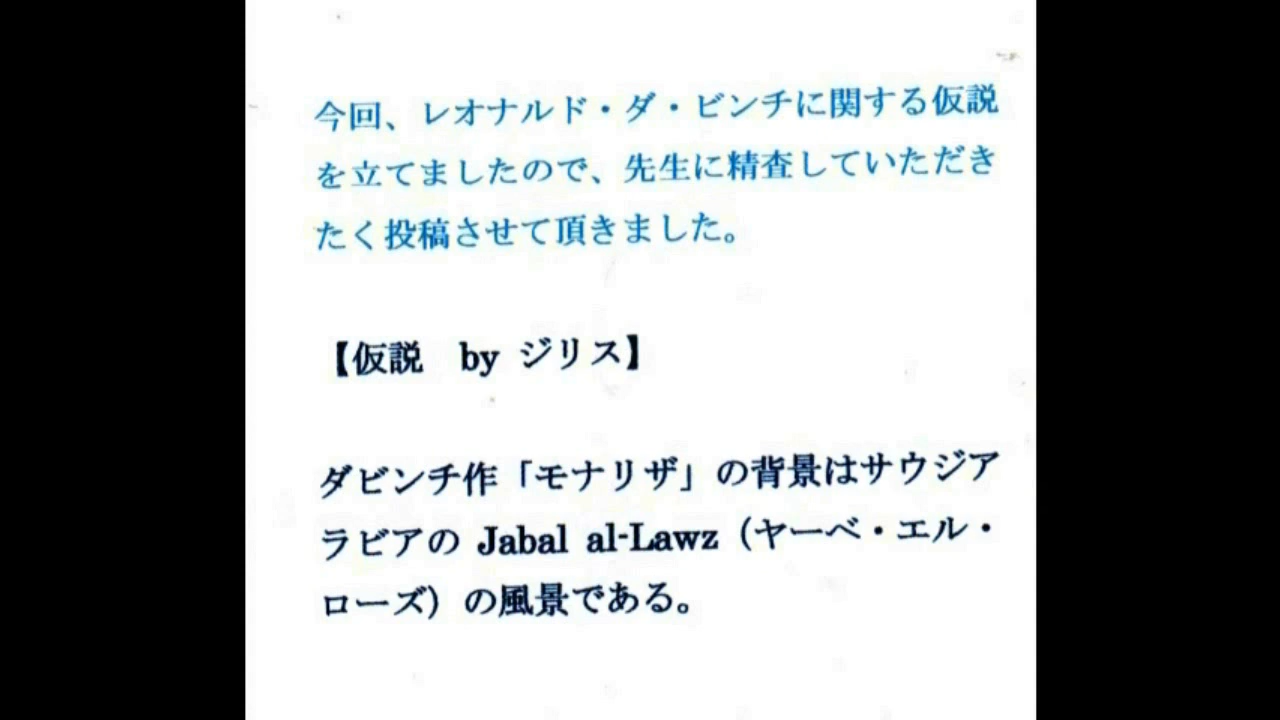 今回、レオナルド・ダ・ビンチに関する仮説
を立てましたので、先生に精査していただき
たく投稿させて頂きました。
【仮説　by ジリス】
ダビンチ作「モナリザ」の背景はサウジア
ラビアの Jabal al-Lawz（ヤーベ・エル・
ローズ）の風景である。